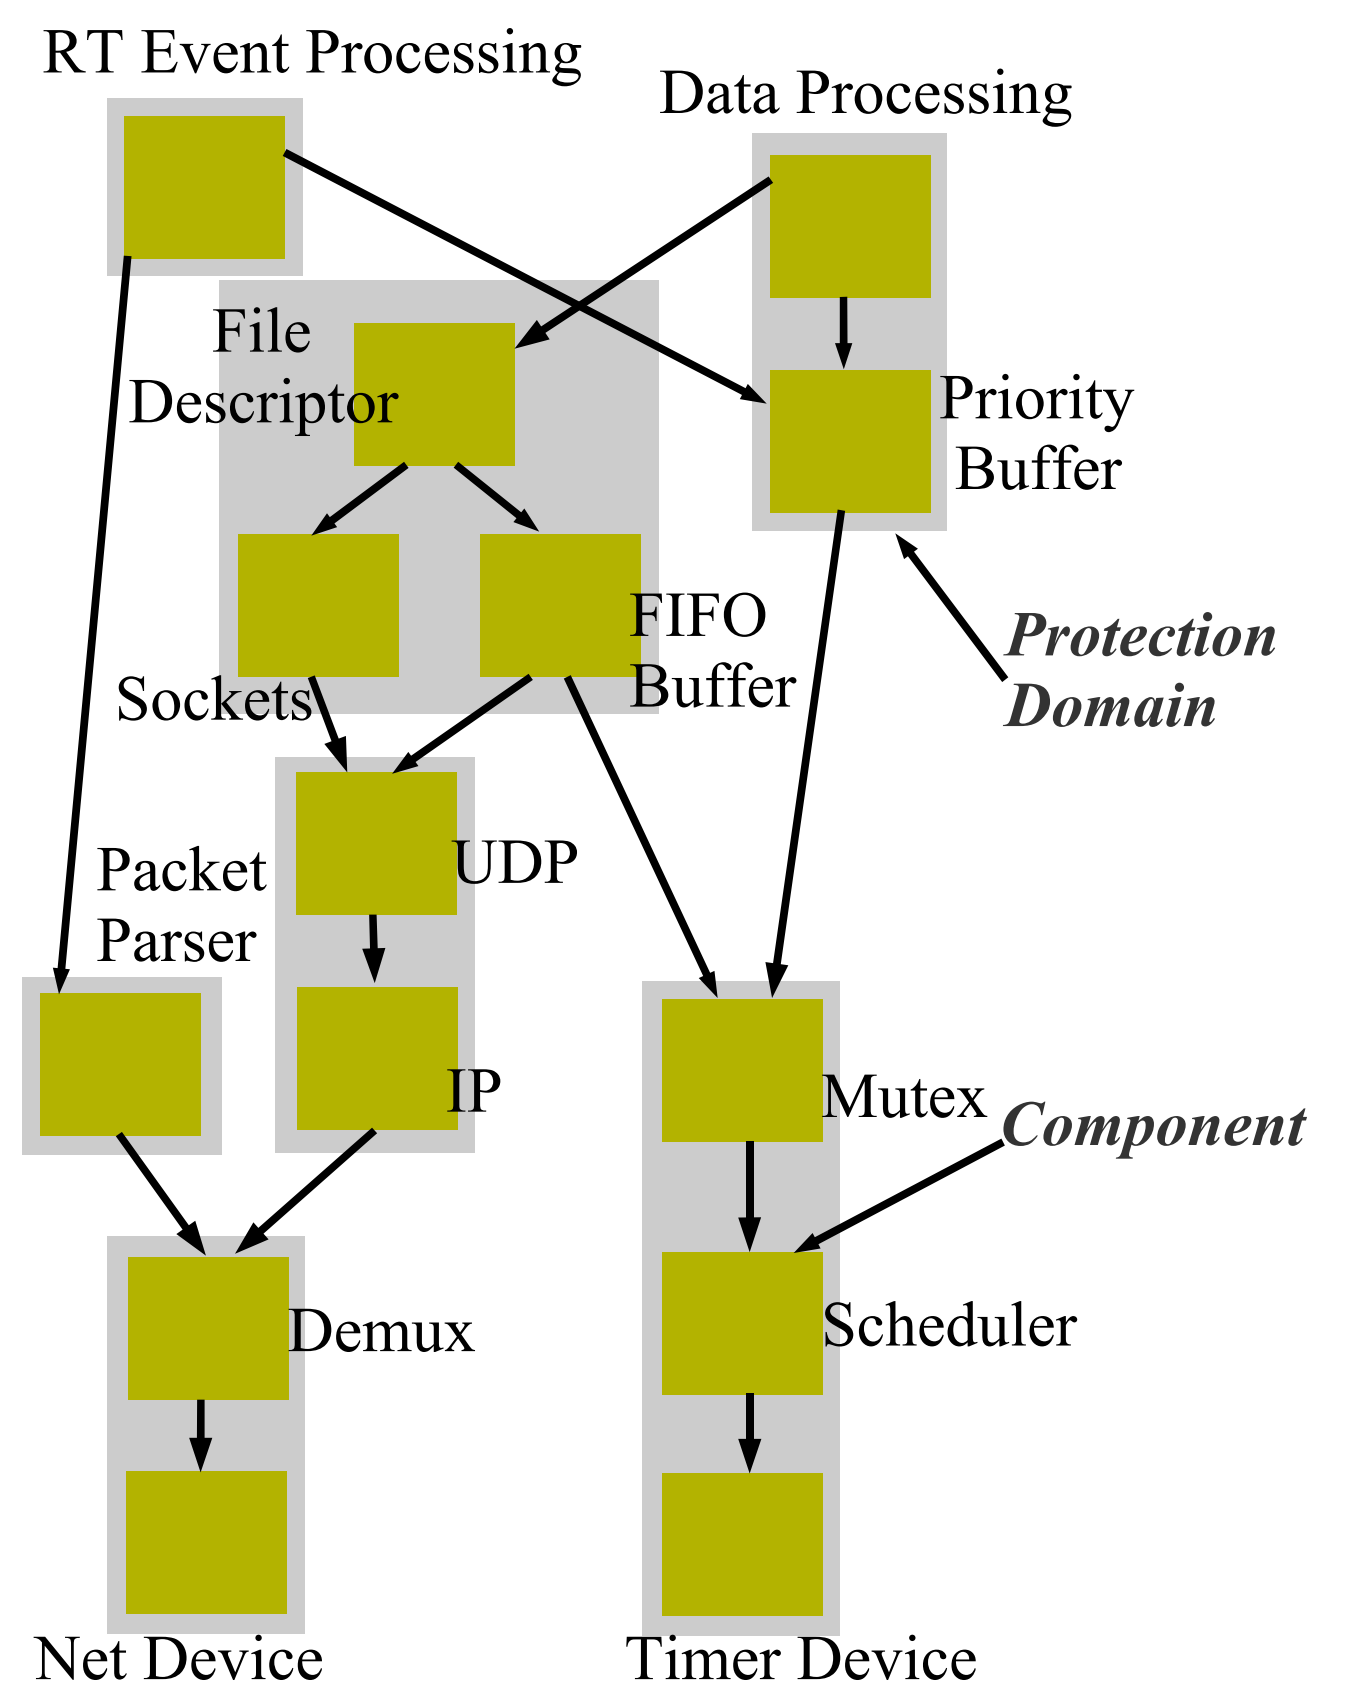 RT Event Processing
Data Processing
File
Descriptor
Priority
Buffer
FIFO
Buffer
Protection
Domain
Sockets
Packet
Parser
UDP
IP
Mutex
Component
Demux
Scheduler
Net Device
Timer Device